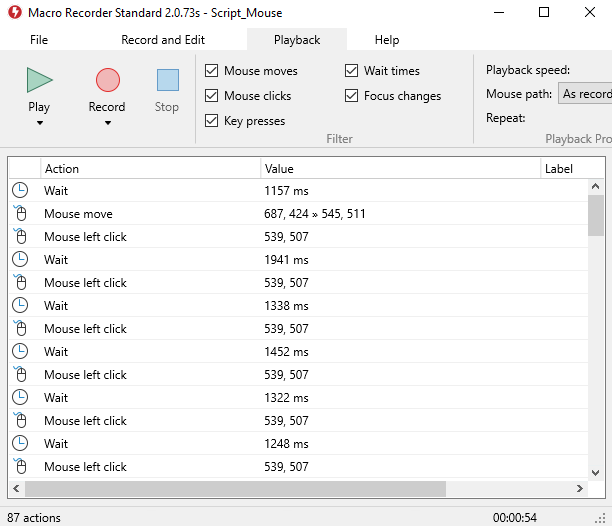 Macro Recorder Standard 2.0.73s - Script_Mouse
File Record and Edit Playback Help
Play Record Stop
Mouse moves Wait times
Mouse clicks Focus changes
Key presses
Filter
Playback speed:
Mouse path: As record
Repeat:
Playback Pro
Action Value Label
Wait 1157 ms
Mouse move 687, 424 » 545, 511
Mouse left click 539, 507
Wait 1941 ms
Mouse left click 539, 507
Wait 1338 ms
Mouse left click 539, 507
Wait 1452 ms
Mouse left click 539, 507
Wait 1322 ms
Mouse left click 539, 507
Wait 1248 ms
Mouse left click 539, 507
87 actions 00:00:54